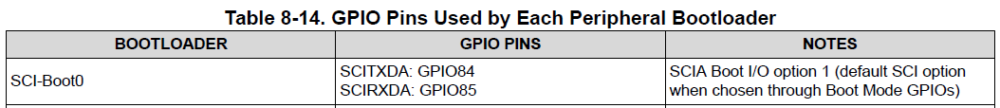 Table 8-14. GPIO Pins Used by Each Peripheral Bootloader
BOOTLOADER GPIO PINS NOTES
SCI-Boot0
SCITXDA: GPIO84
SCIRXDA: GPIO85
SCIA Boot I/O option 1 (default SCI option
when chosen through Boot Mode GPIOs)